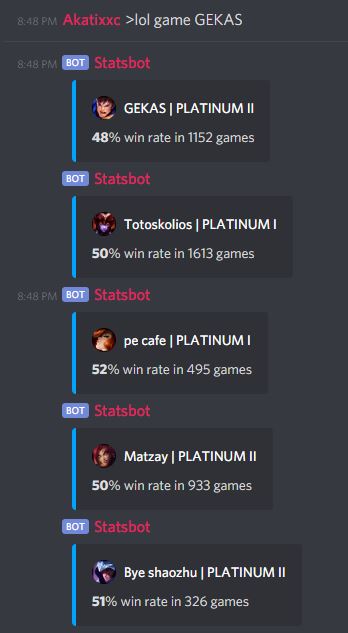 8:48 PM Akatixxc >lol game GEKAS
8:48 PM BOT Statsbot
GEKAS | PLATINUM II
48% win rate in 1152 games
BOT Statsbot
Totoskolios | PLATINUM I
50% win rate in 1613 games
8:48 PM BOT Statsbot
pe cafe | PLATINUM I
52% win rate in 495 games
BOT Statsbot
Matzay | PLATINUM II
50% win rate in 933 games
BOT Statsbot
Bye shaozhu | PLATINUM II
51% win rate in 326 games